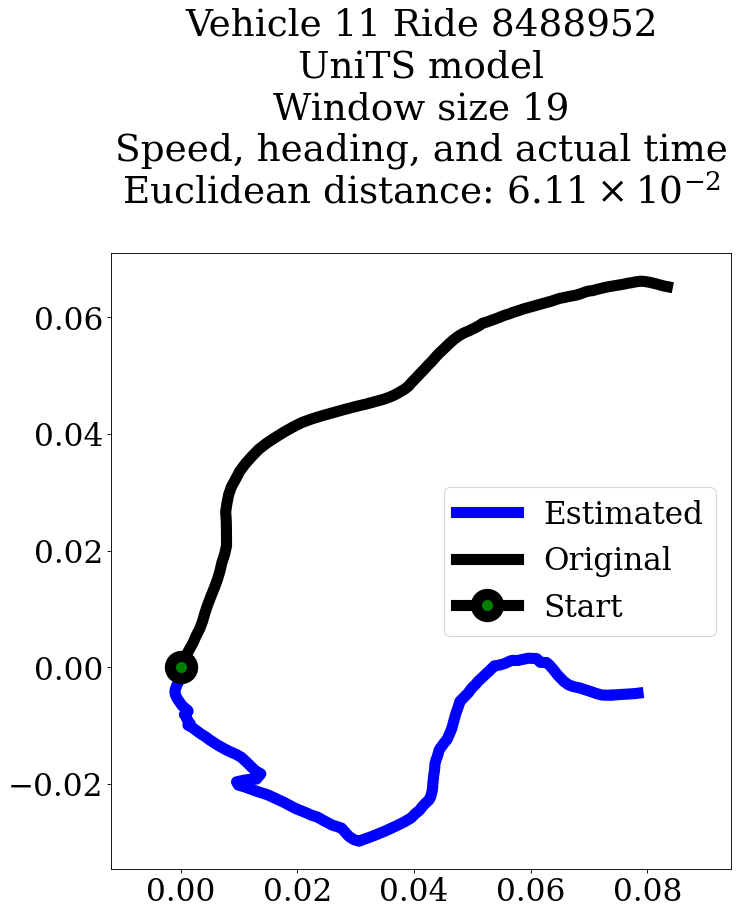 Vehicle 11 Ride 8488952
UniTS model
Window size 19
Speed, heading, and actual time
Euclidean distance: 6.11 × 10⁻²
0.06
0.04
0.02
0.00
−0.02
Estimated
Original
Start
0.00 0.02 0.04 0.06 0.08